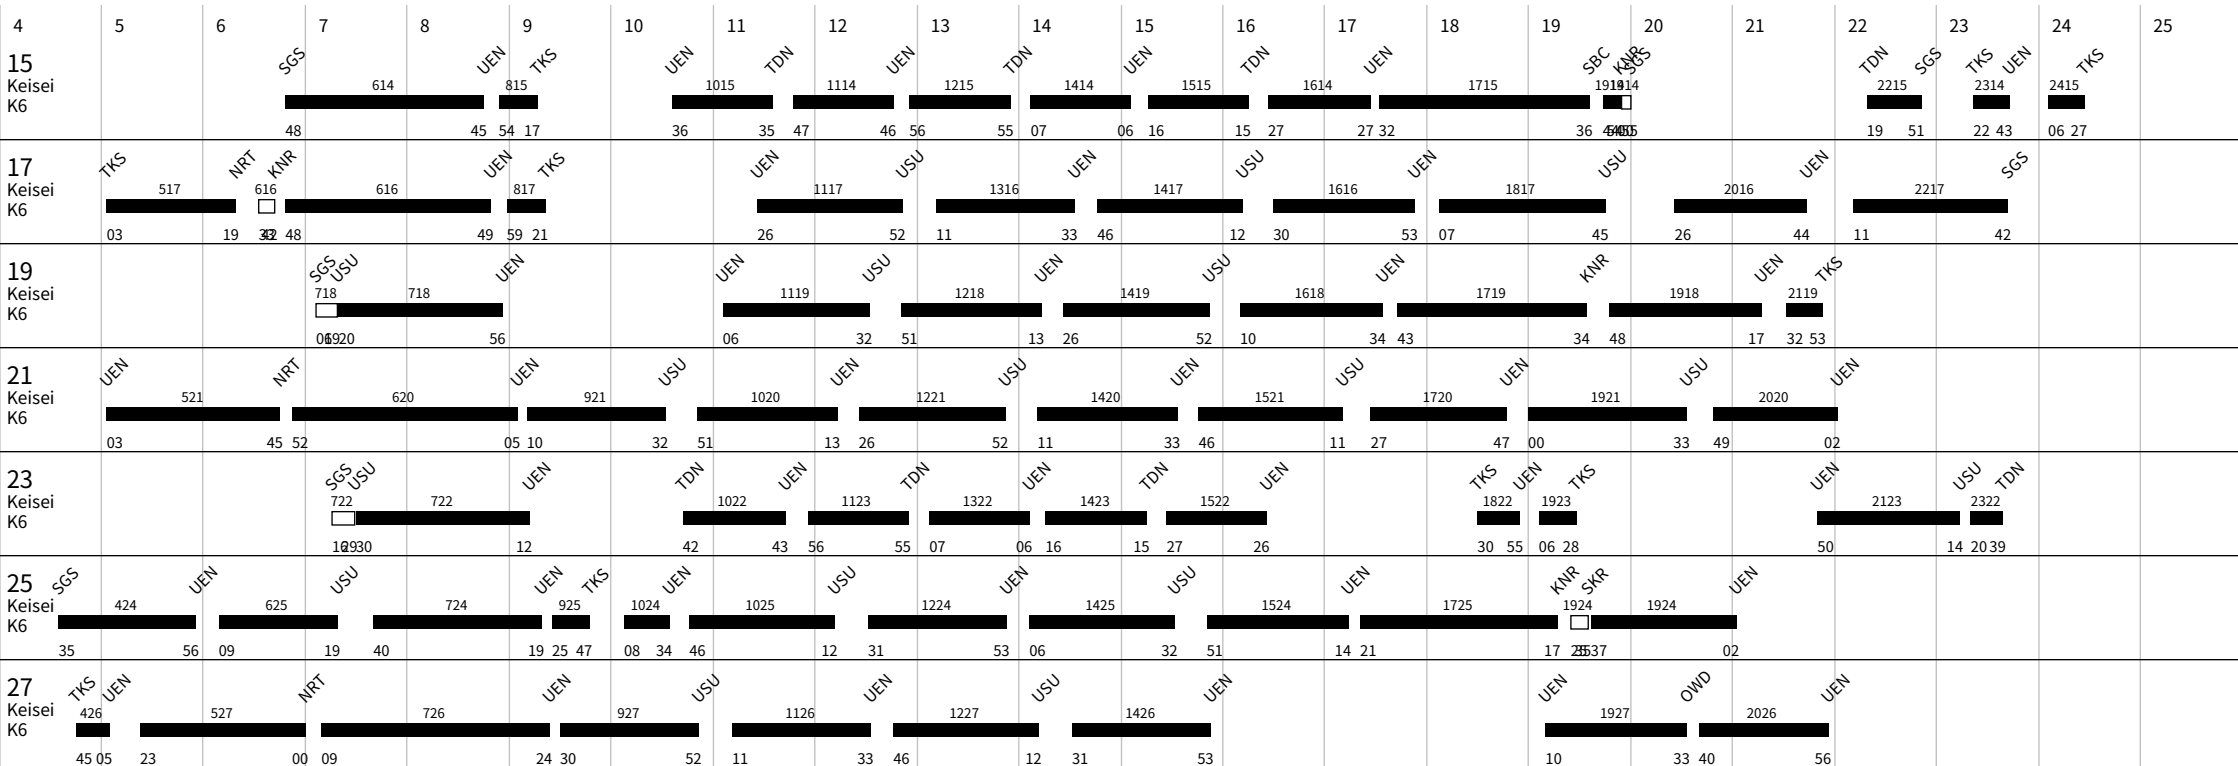 4 5 6 7 8 9 10 11 12 13 14 15 16 17 18 19 20 21 22 23 24 25
15 SGS UEN TKS UEN TDN UEN TDN UEN TDN UEN SBC KNR SGS TDN SGS TKS UEN TKS
Keisei 614 815 1015 1114 1215 1414 1515 1614 1715 1914 1914 2215 2314 2415
K6
48 45 54 17 36 35 47 46 56 55 07 06 16 15 27 27 32 36 19 51 22 43 06 27
17 TKS NRT KNR UEN TKS UEN USU UEN USU UEN USU UEN SGS
Keisei 517 616 616 817 1117 1316 1417 1616 1817 2016 2217
K6
03 19 33 42 48 49 59 21 26 52 11 33 46 12 30 53 07 45 26 44 11 42
19 SGS USU UEN UEN USU UEN USU UEN KNR UEN TKS
Keisei 718 718 1119 1218 1419 1618 1719 1918 2119
K6
06 19 20 56 06 32 51 13 26 52 10 34 43 34 48 17 32 53
21 UEN NRT UEN USU UEN USU UEN USU UEN USU UEN
Keisei 521 620 921 1020 1221 1420 1521 1720 1921 2020
K6
03 45 52 05 10 32 51 13 26 52 11 33 46 11 27 47 00 33 49 02
23 SGS USU UEN TDN UEN TDN UEN TDN UEN TKS UEN TKS UEN USU TDN
Keisei 722 722 1022 1123 1322 1423 1522 1822 1923 2123 2322
K6
16 29 30 12 42 43 56 55 07 06 16 15 27 26 30 55 06 28 50 14 20 39
25 SGS UEN USU UEN TKS UEN USU UEN USU UEN KNR SKR UEN
Keisei 424 625 724 925 1024 1025 1224 1425 1524 1725 1924 1924
K6
35 56 09 19 40 19 25 47 08 34 46 12 31 53 06 32 51 14 21 17 25 35 37 02
27 TKS UEN NRT UEN USU UEN USU UEN UEN OWD UEN
Keisei 426 527 726 927 1126 1227 1426 1927 2026
K6
45 05 23 00 09 24 30 52 11 33 46 12 31 53 10 33 40 56